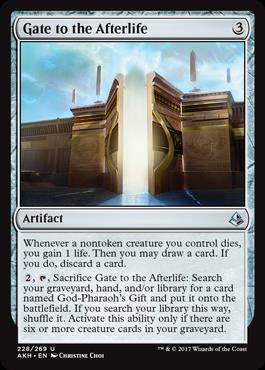 Gate to the Afterlife 3
Artifact
Whenever a nontoken creature you control dies,
you gain 1 life. Then you may draw a card. If
you do, discard a card.
2, T, Sacrifice Gate to the Afterlife: Search
your graveyard, hand, and/or library for a card
named God-Pharaoh's Gift and put it onto the
battlefield. If you search your library this way,
shuffle it. Activate this ability only if there are
six or more creature cards in your graveyard.
228/269 U
AKH • EN Christine Choi
™ & © 2017 Wizards of the Coast